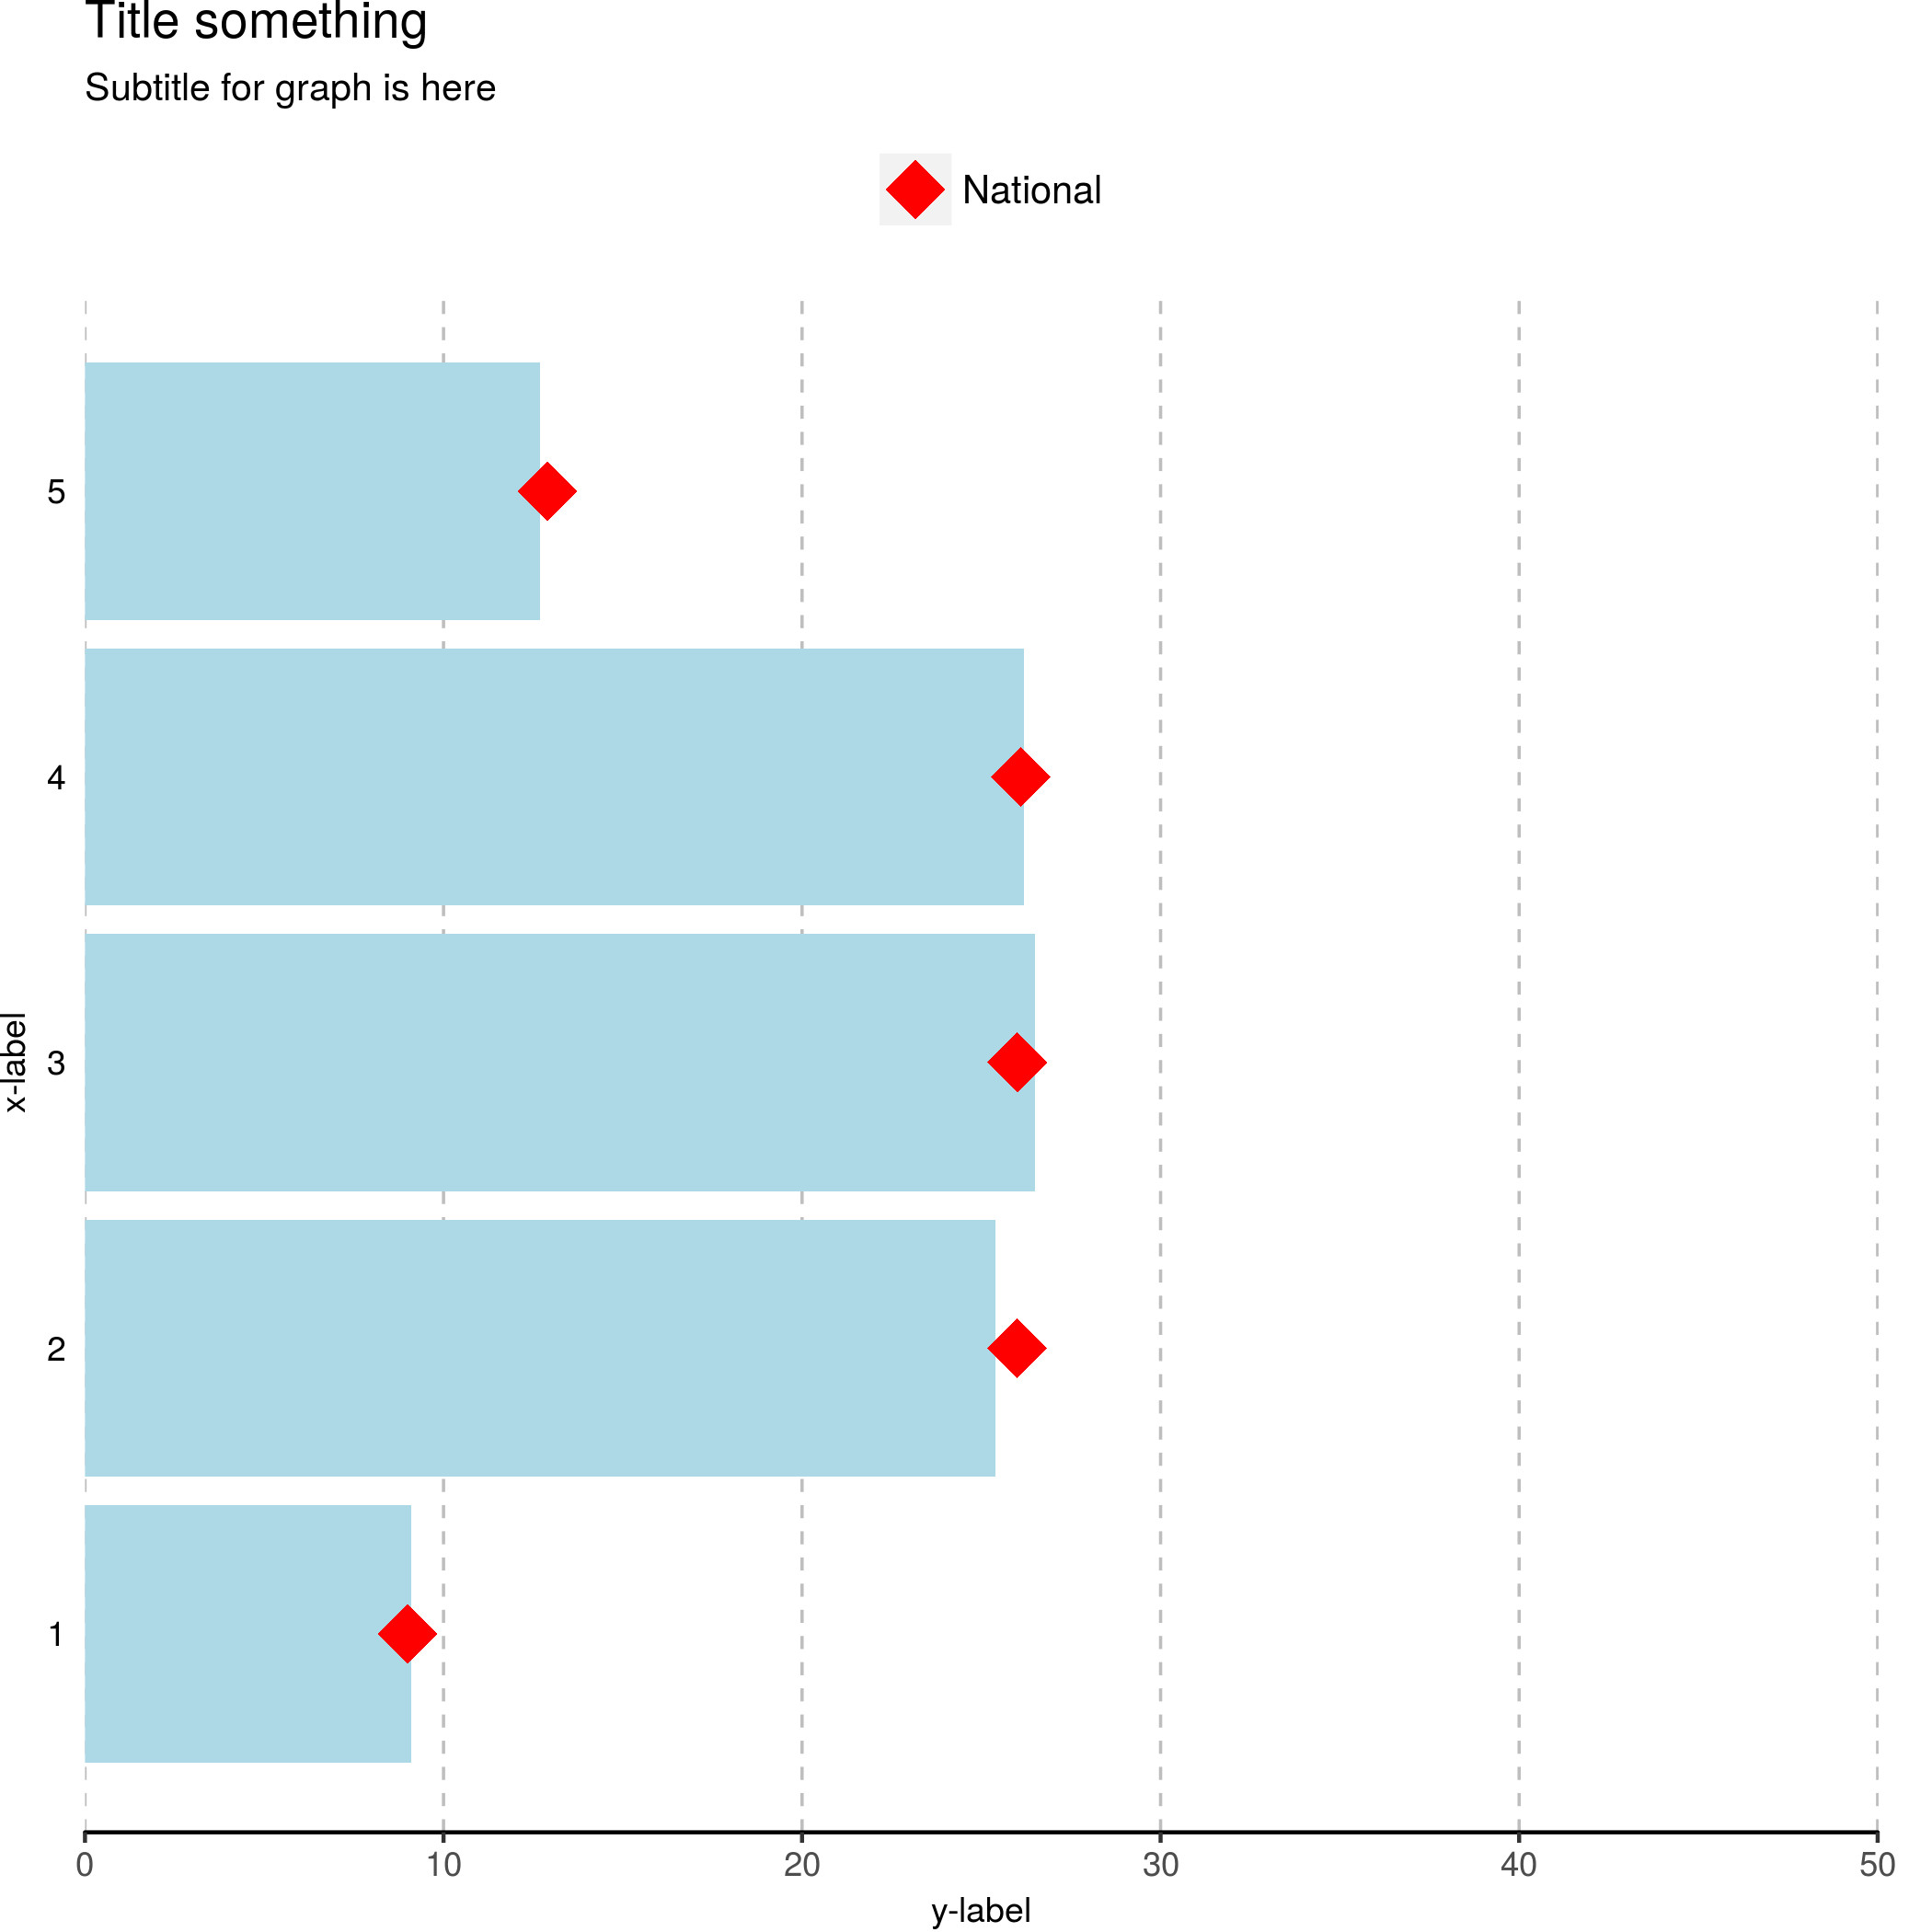 Title something
Subtitle for graph is here
National
5
4
3
2
1
x-label
0 10 20 30 40 50
y-label